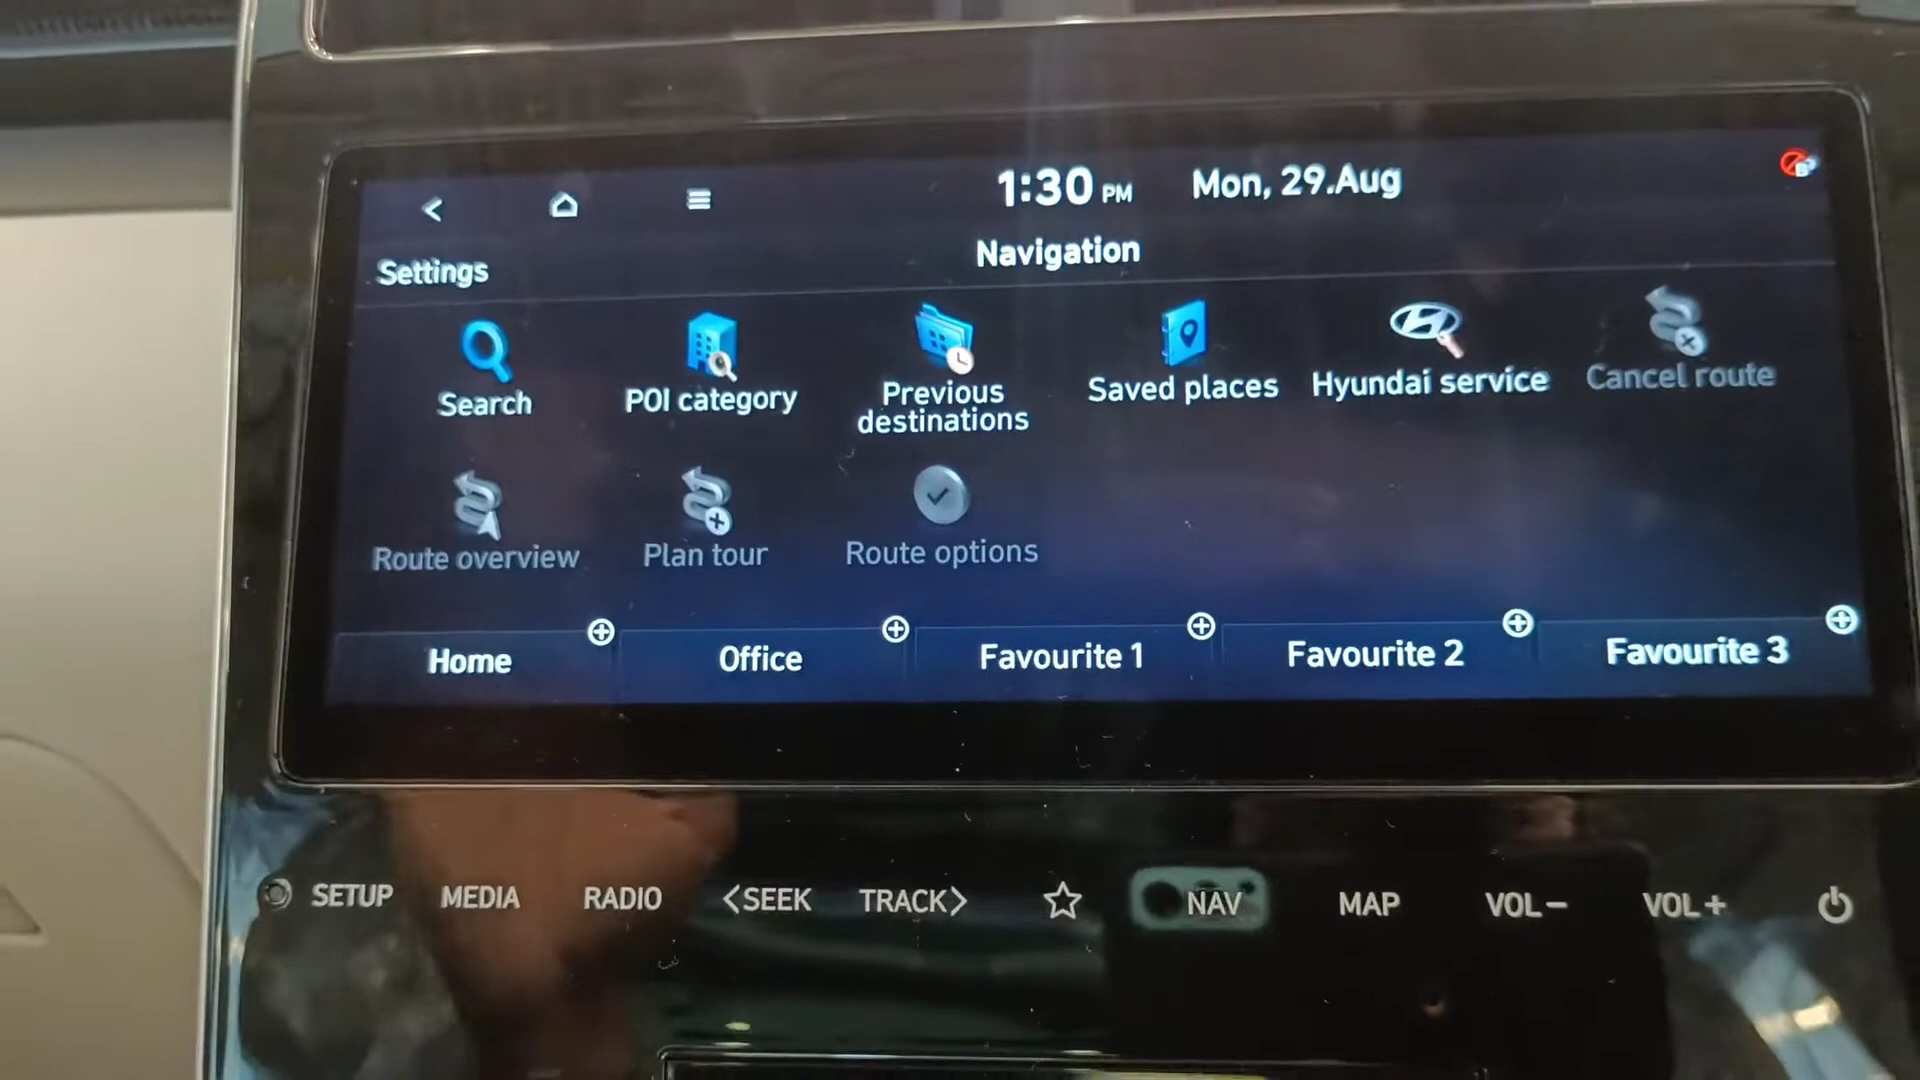 1:30 PM Mon, 29.Aug
Settings
Navigation
Search
POI category
Previous
destinations
Saved places
Hyundai service
Cancel route
Route overview
Plan tour
Route options
Home
Office
Favourite 1
Favourite 2
Favourite 3
SETUP
MEDIA
RADIO
<SEEK
TRACK>
NAV
MAP
VOL−
VOL+